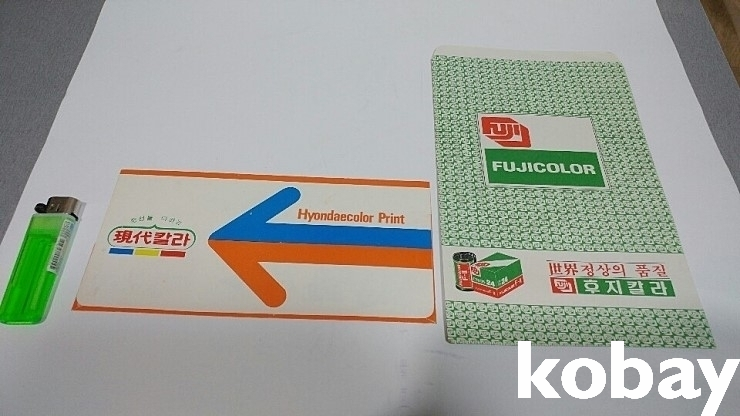 Hyondaecolor Print
現代칼라
FUJI
FUJICOLOR
世界정상의 품질
FUJI 후지칼라
kobay